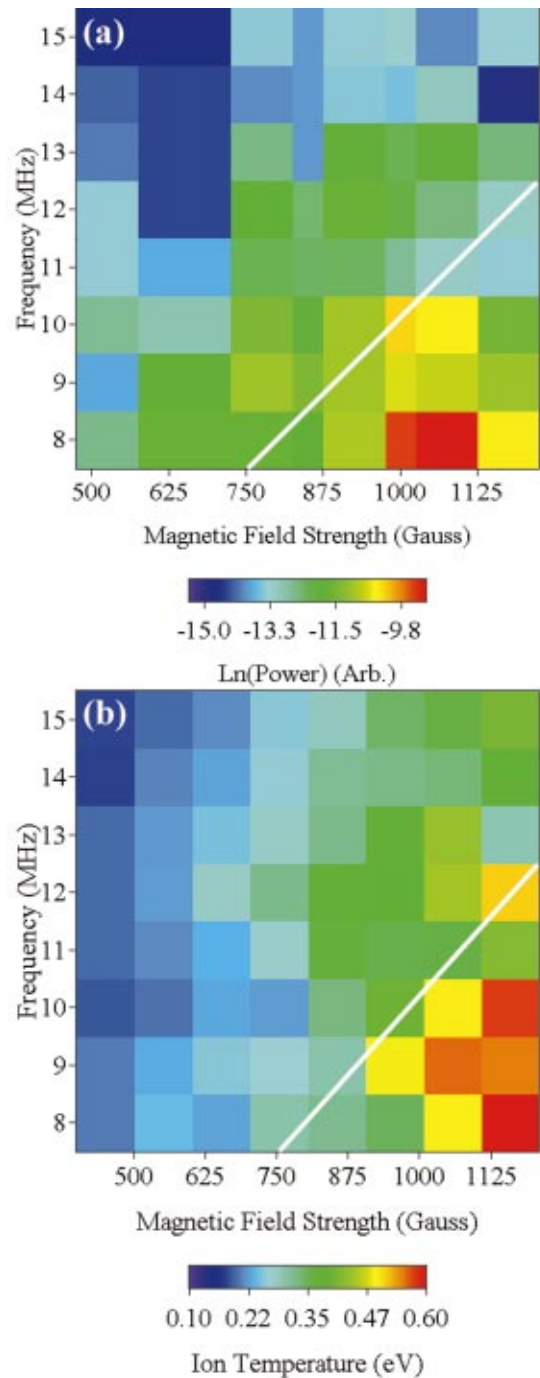 (a)
15
14
13
12
11
10
9
8
Frequency (MHz)
500 625 750 875 1000 1125
Magnetic Field Strength (Gauss)
-15.0 -13.3 -11.5 -9.8
Ln(Power) (Arb.)
(b)
15
14
13
12
11
10
9
8
Frequency (MHz)
500 625 750 875 1000 1125
Magnetic Field Strength (Gauss)
0.10 0.22 0.35 0.47 0.60
Ion Temperature (eV)